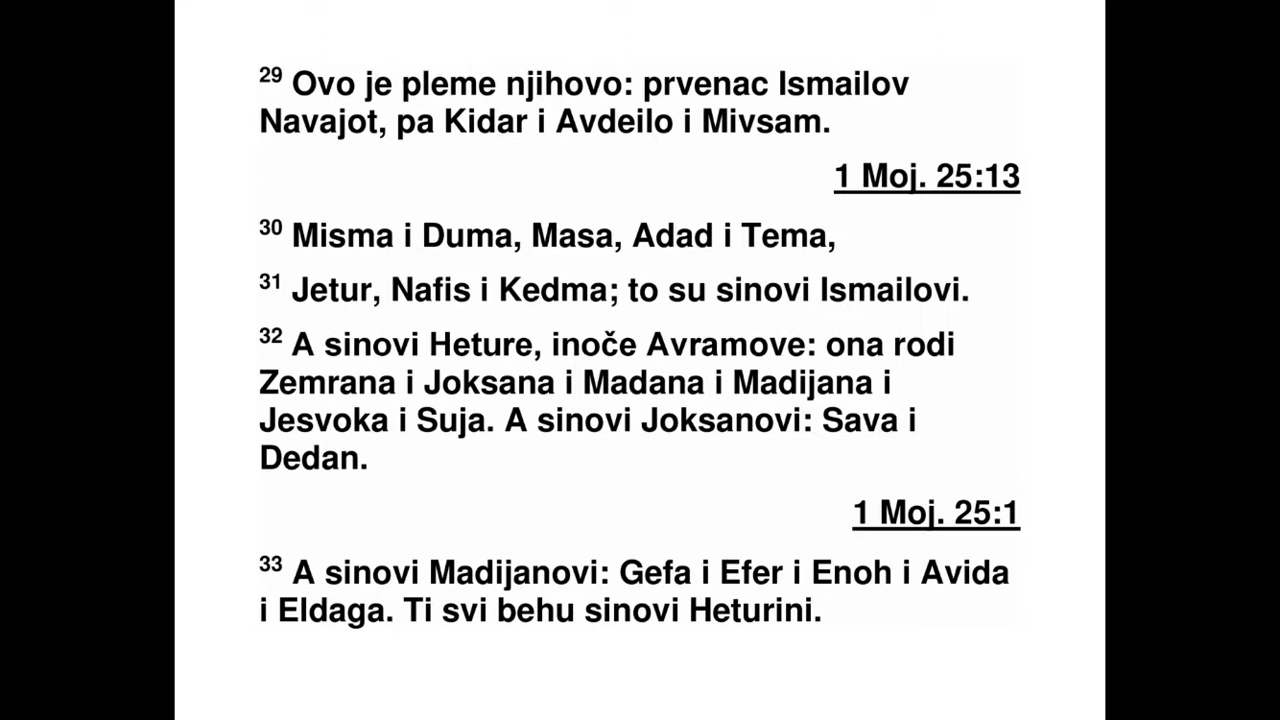 29 Ovo je pleme njihovo: prvenac Ismailov
Navajot, pa Kidar i Avdeilo i Mivsam.
1 Moj. 25:13
30 Misma i Duma, Masa, Adad i Tema,
31 Jetur, Nafis i Kedma; to su sinovi Ismailovi.
32 A sinovi Heture, inoče Avramove: ona rodi
Zemrana i Joksana i Madana i Madijana i
Jesvoka i Suja. A sinovi Joksanovi: Sava i
Dedan.
1 Moj. 25:1
33 A sinovi Madijanovi: Gefa i Efer i Enoh i Avida
i Eldaga. Ti svi behu sinovi Heturini.